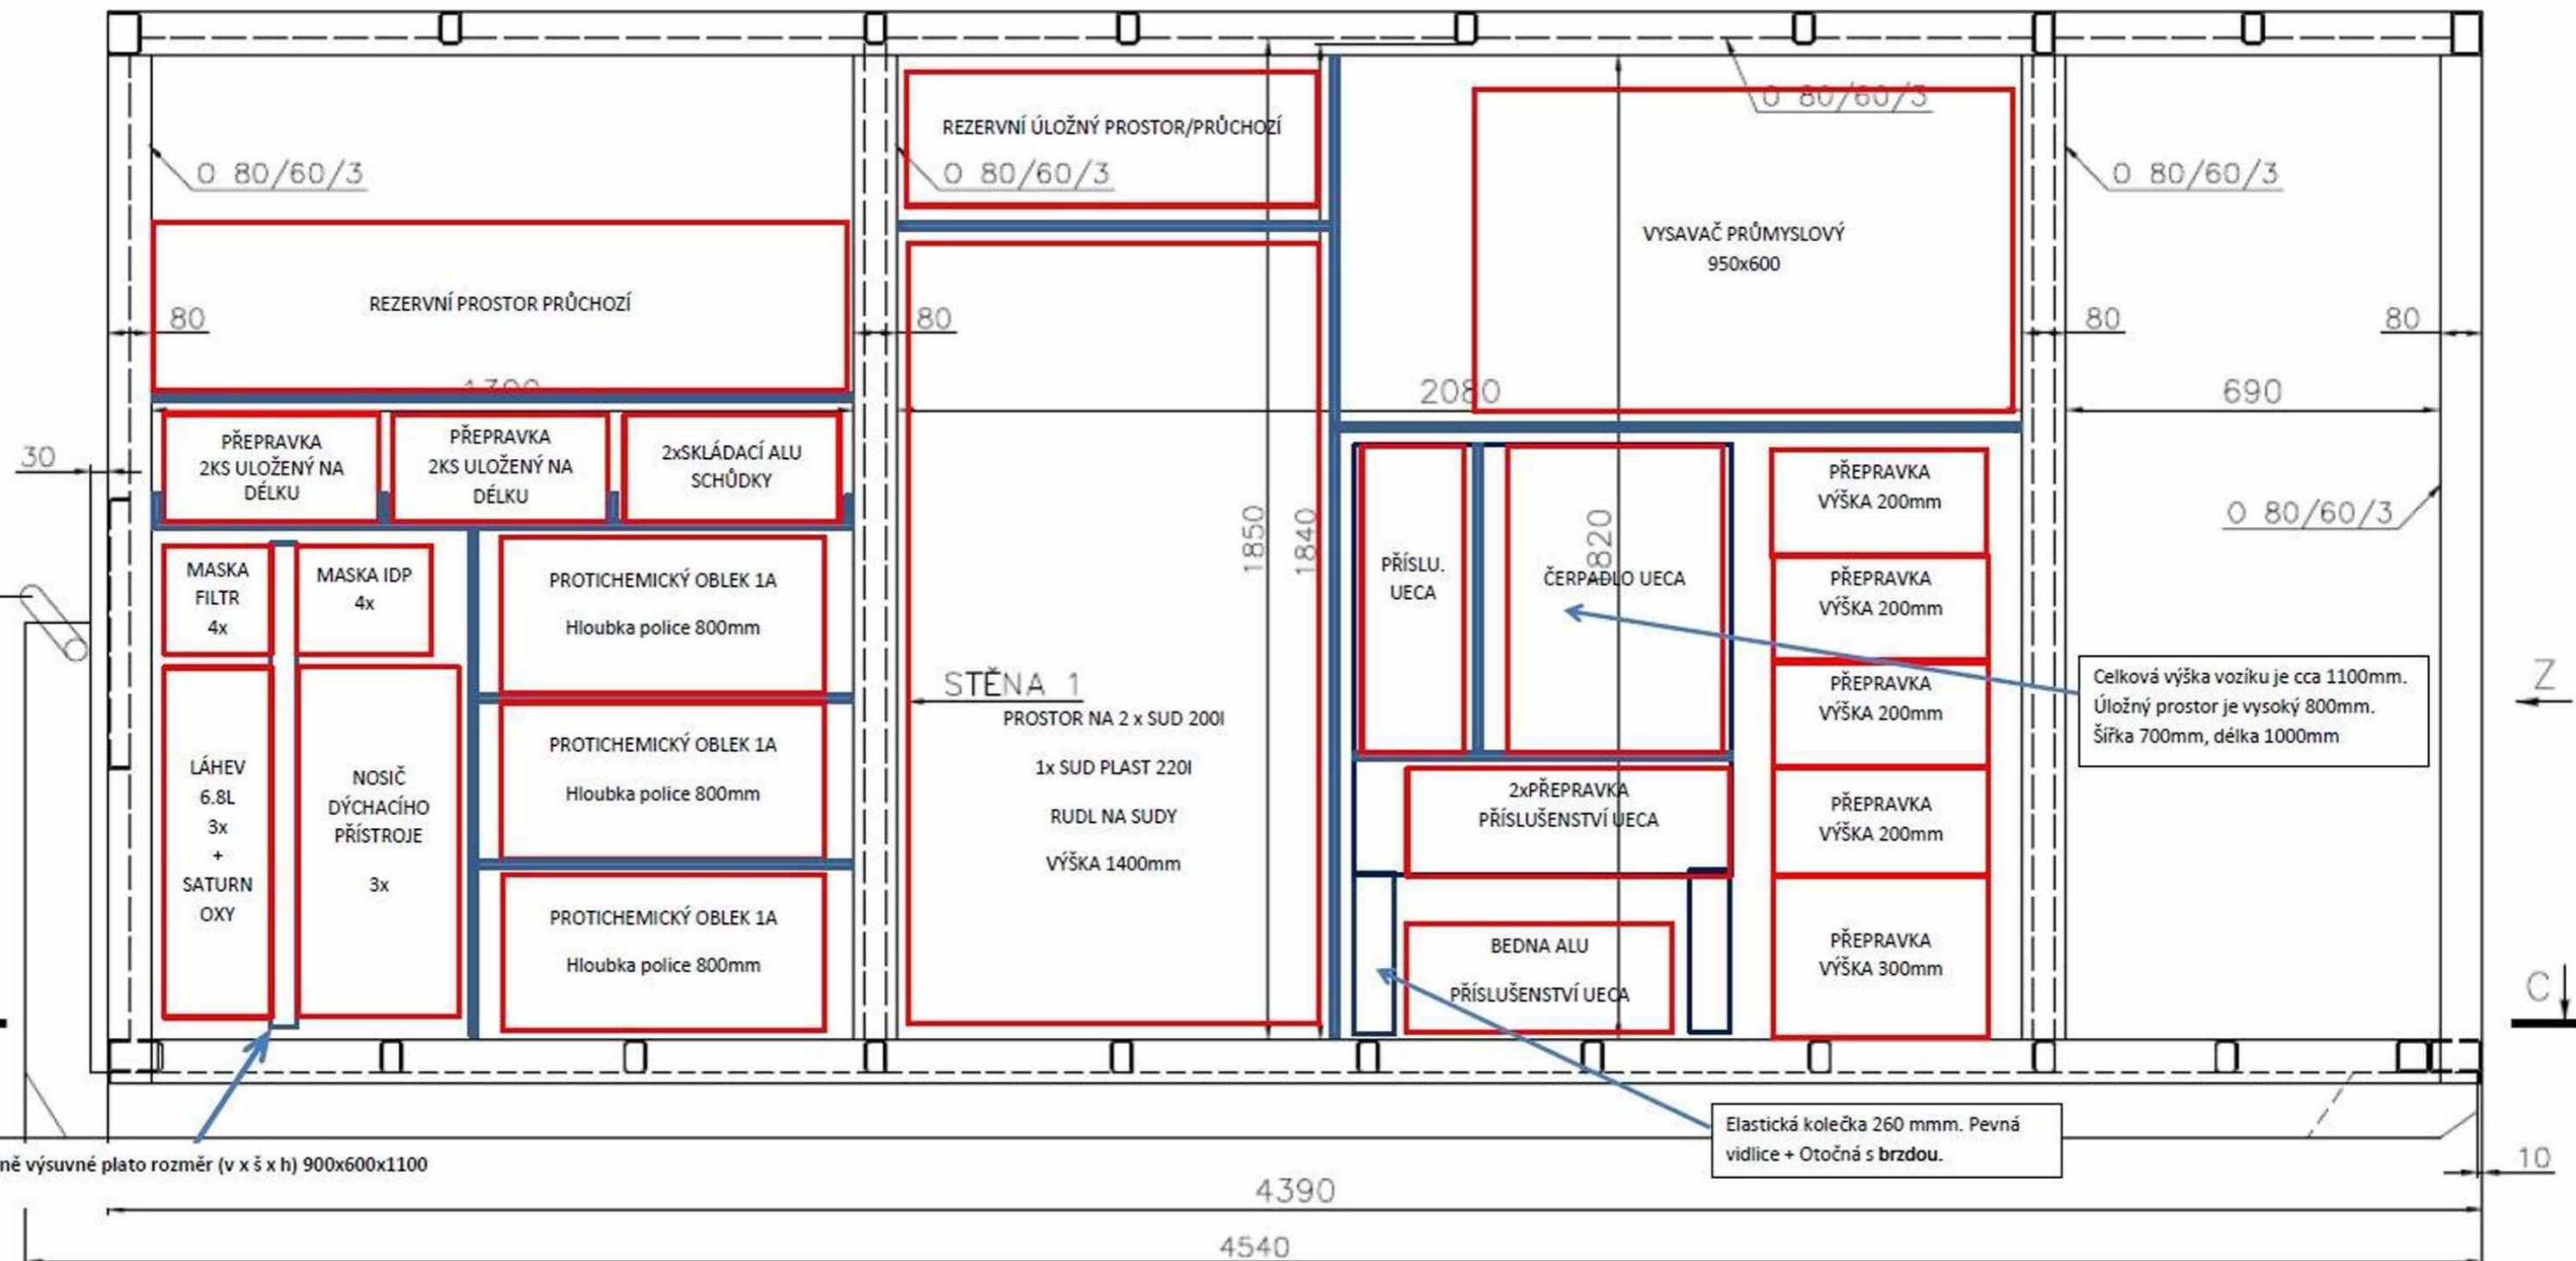 O 80/60/3
REZERVNÍ ÚLOŽNÝ PROSTOR/PRŮCHOZÍ
O 80/60/3
O 80/60/3
O 80/60/3
VYSAVAČ PRŮMYSLOVÝ
950x600
REZERVNÍ PROSTOR PRŮCHOZÍ
80
80
80
80
2080
690
30
PŘEPRAVKA
2KS ULOŽENÝ NA
DÉLKU
PŘEPRAVKA
2KS ULOŽENÝ NA
DÉLKU
2xSKLÁDACÍ ALU
SCHŮDKY
1850
1840
1820
O 80/60/3
MASKA
FILTR
4x
MASKA IDP
4x
PROTICHEMICKÝ OBLEK 1A
Hloubka police 800mm
PROTICHEMICKÝ OBLEK 1A
Hloubka police 800mm
PROTICHEMICKÝ OBLEK 1A
Hloubka police 800mm
LÁHEV
6.8L
3x
+
SATURN
OXY
NOSIČ
DÝCHACÍHO
PŘÍSTROJE
3x
STĚNA 1
PROSTOR NA 2 x SUD 200l
1x SUD PLAST 220l
RUDL NA SUDY
VÝŠKA 1400mm
PŘÍSLU.
UECA
ČERPADLO UECA
2xPŘEPRAVKA
PŘÍSLUŠENSTVÍ UECA
BEDNA ALU
PŘÍSLUŠENSTVÍ UECA
PŘEPRAVKA
VÝŠKA 200mm
PŘEPRAVKA
VÝŠKA 200mm
PŘEPRAVKA
VÝŠKA 200mm
PŘEPRAVKA
VÝŠKA 200mm
PŘEPRAVKA
VÝŠKA 300mm
Celková výška vozíku je cca 1100mm.
Úložný prostor je vysoký 800mm.
Šířka 700mm, délka 1000mm
Z
C
Elastická kolečka 260 mmm. Pevná
vidlice + Otočná s brzdou.
ně výsuvné plato rozměr (v x š x h) 900x600x1100
10
4390
4540